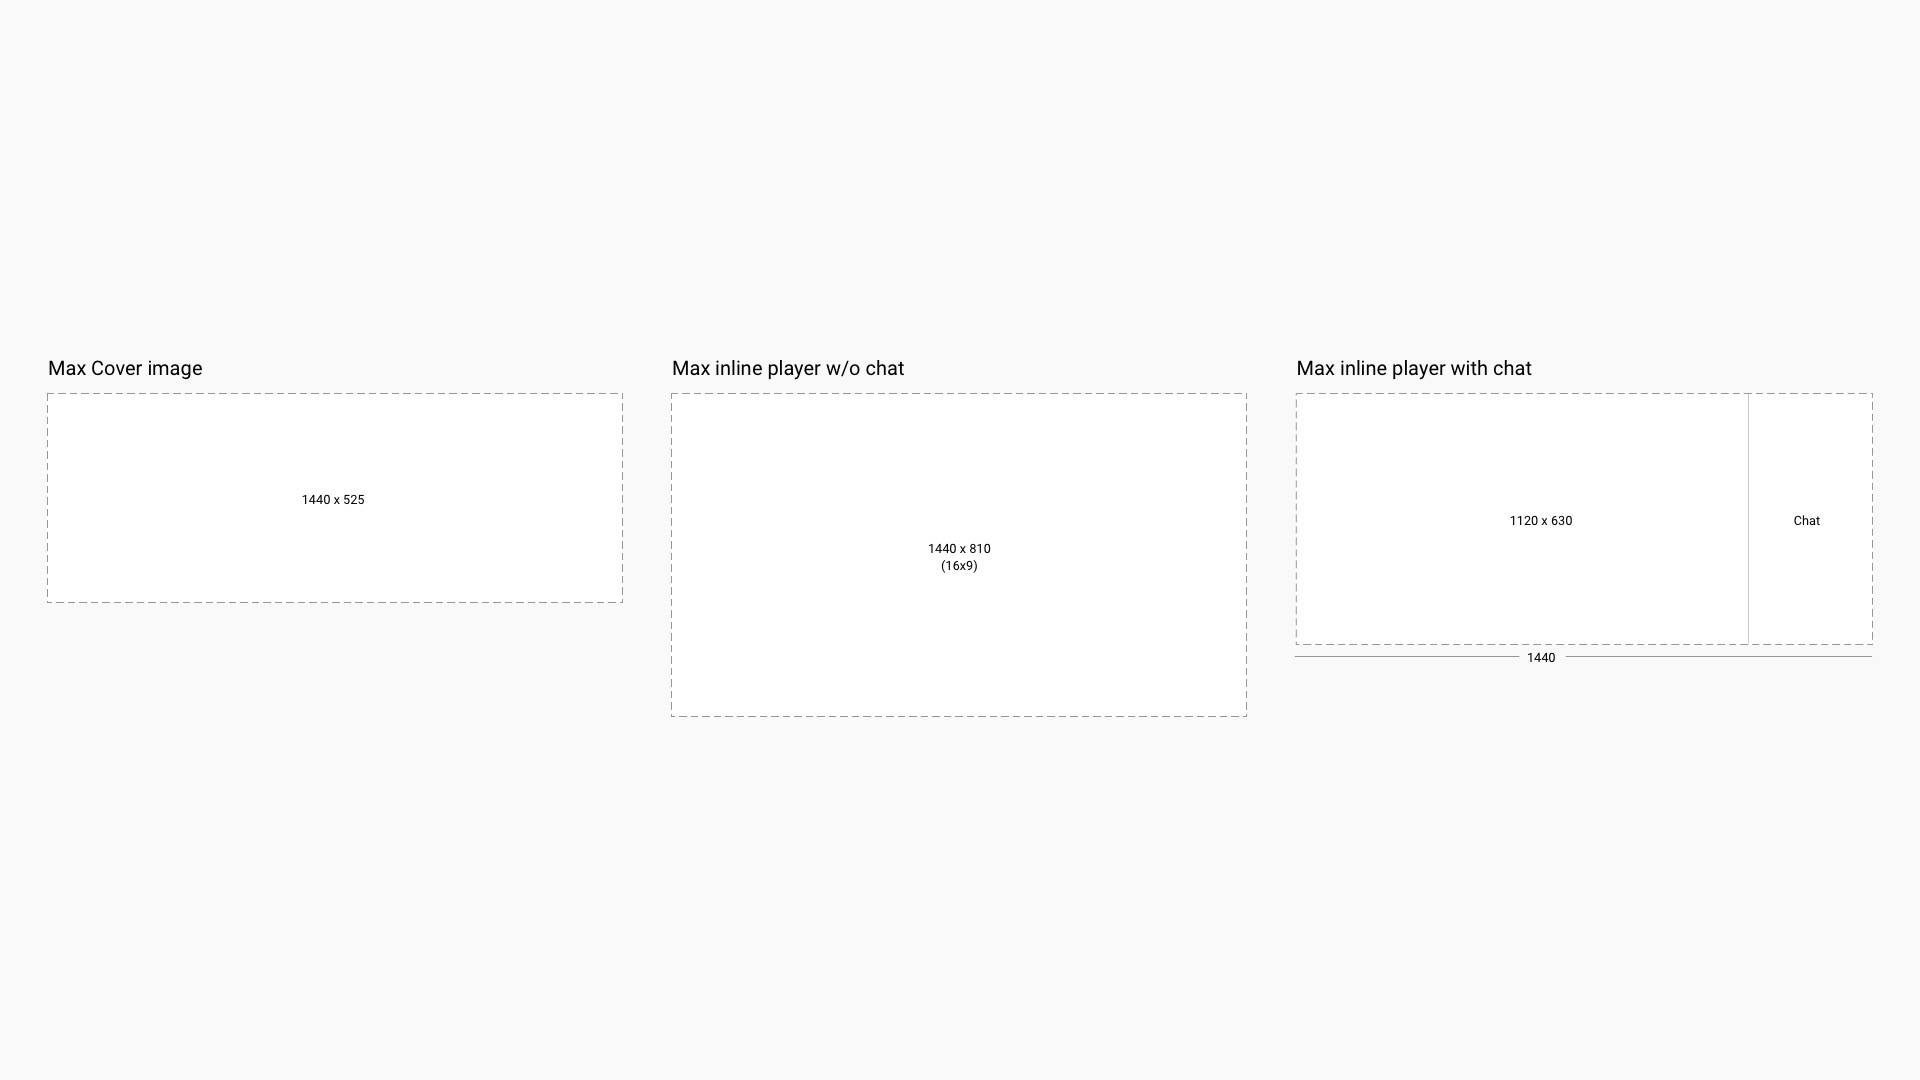 Max Cover image
1440 x 525
Max inline player w/o chat
1440 x 810
(16x9)
Max inline player with chat
1120 x 630
Chat
1440